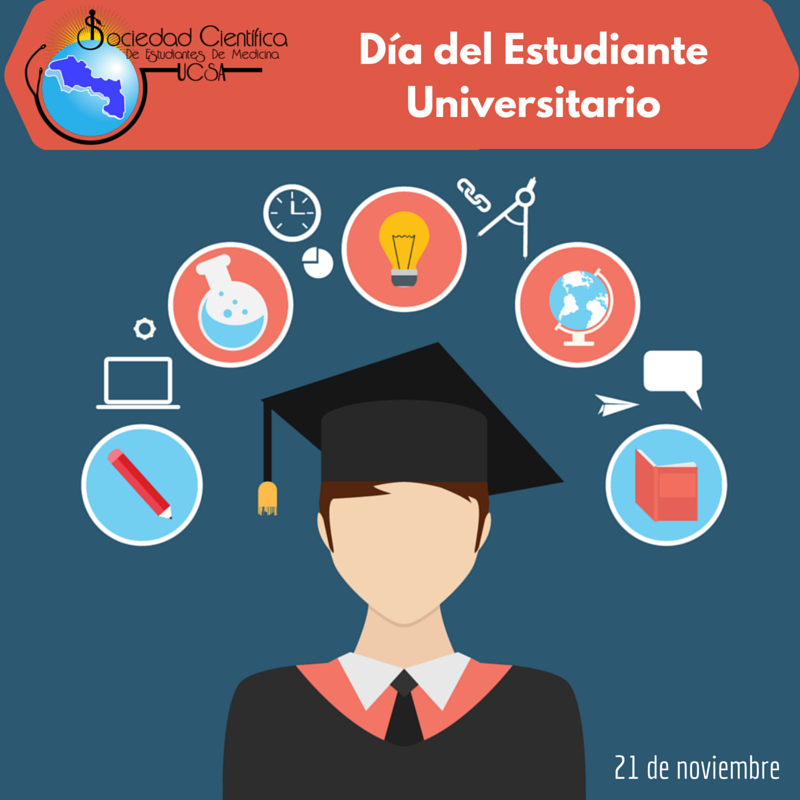 Sociedad Científica
De Estudiantes De Medicina
UCSA
Día del Estudiante
Universitario
21 de noviembre